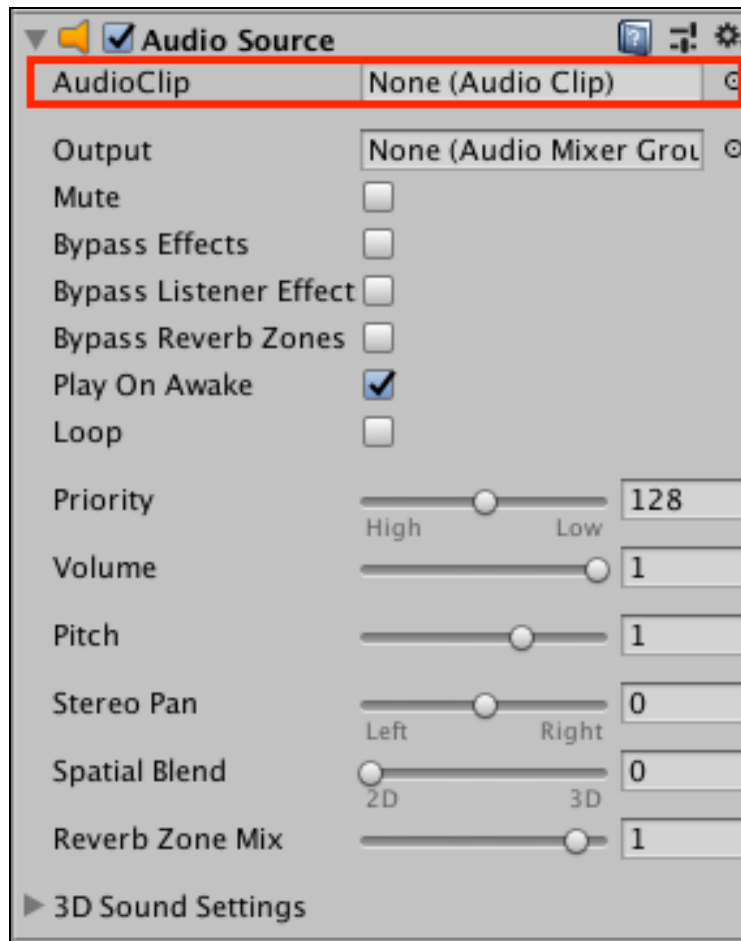 Audio Source
AudioClip None (Audio Clip)
Output None (Audio Mixer Grou
Mute
Bypass Effects
Bypass Listener Effect
Bypass Reverb Zones
Play On Awake
Loop
Priority 128
High Low
Volume 1
Pitch 1
Stereo Pan 0
Left Right
Spatial Blend 0
2D 3D
Reverb Zone Mix 1
3D Sound Settings